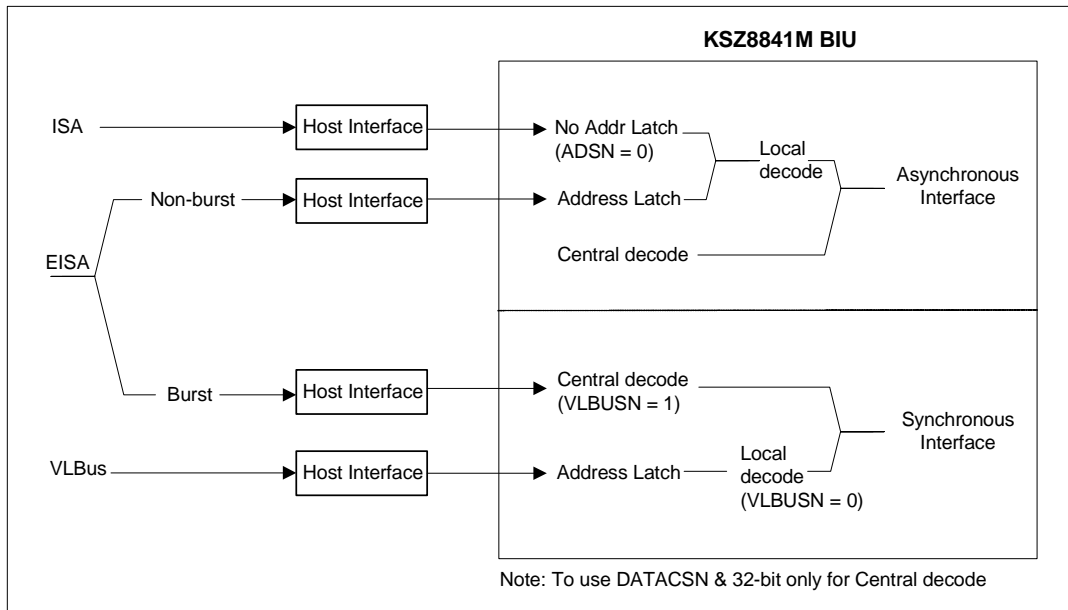 KSZ8841M BIU
ISA
Host Interface
No Addr Latch
(ADSN = 0)
Local
decode
Asynchronous
Interface
Non-burst
Host Interface
Address Latch
EISA
Central decode
Burst
Host Interface
Central decode
(VLBUSN = 1)
Synchronous
Interface
VLBus
Host Interface
Address Latch
Local
decode
(VLBUSN = 0)
Note: To use DATACSN & 32-bit only for Central decode